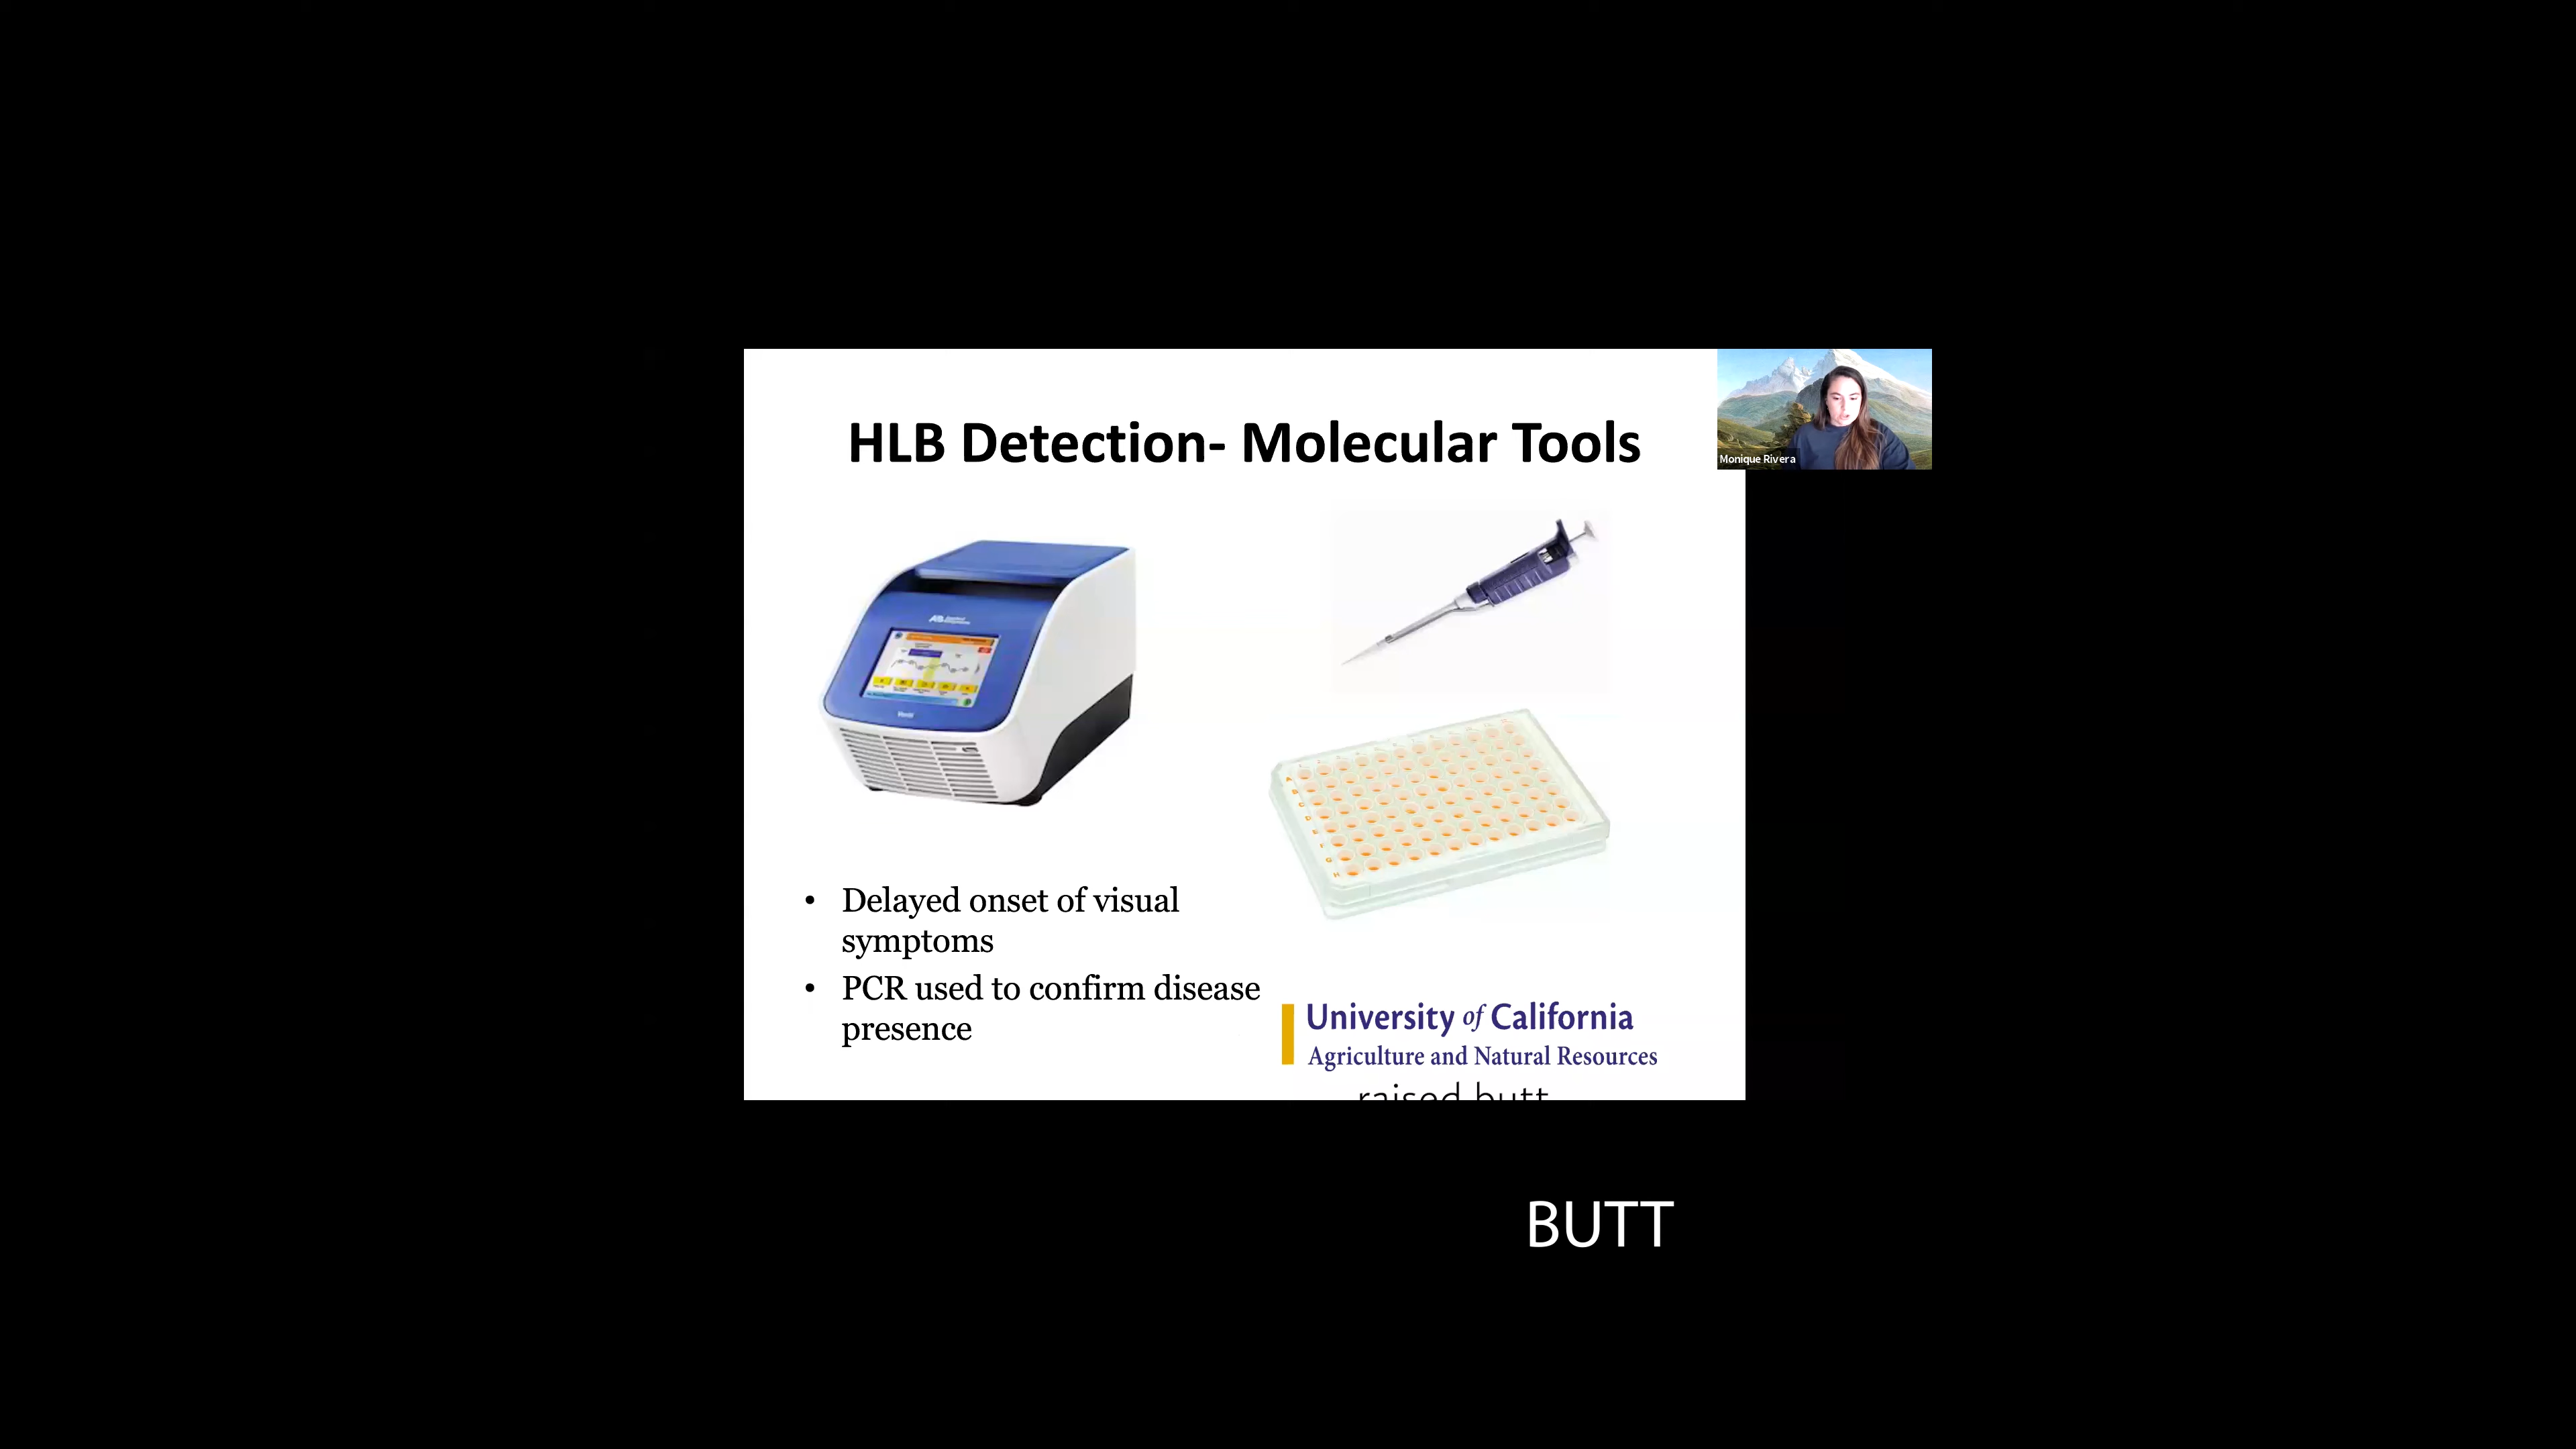 HLB Detection- Molecular Tools
Monique Rivera
• Delayed onset of visual
symptoms
• PCR used to confirm disease
presence
University of California
Agriculture and Natural Resources
raised butt
BUTT